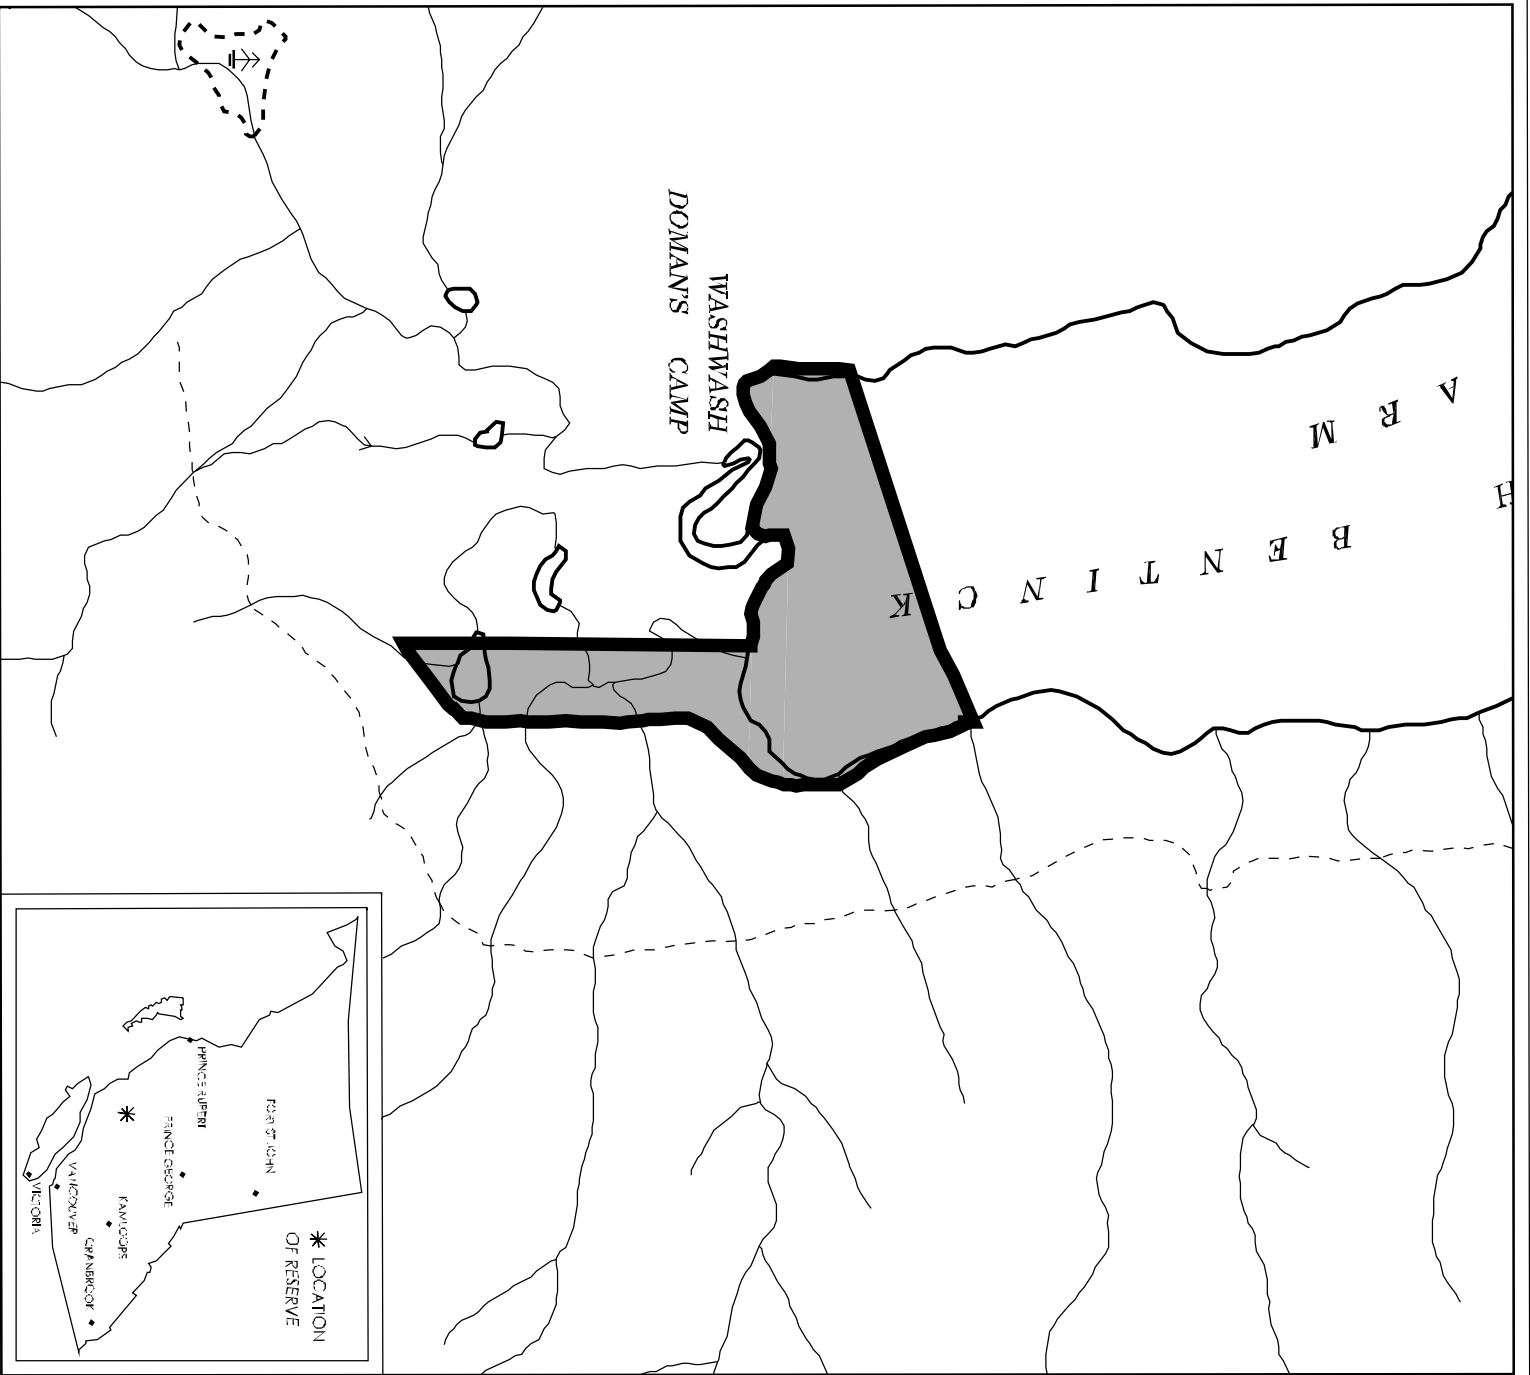 H
BENTINCK
ARM
WASHWASH
DOMAN'S CAMP
FORT ST JOHN
PRINCE RUPERT
PRINCE GEORGE
KAMLOOPS
CRANBROOK
VANCOUVER
VICTORIA
LOCATION
OF RESERVE